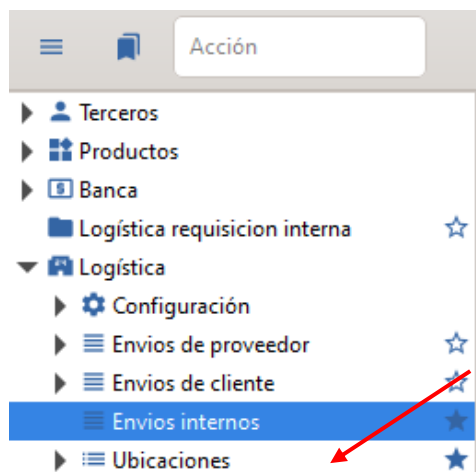 Acción
Terceros
Productos
Banca
Logística requisicion interna
Logística
Configuración
Envios de proveedor
Envios de cliente
Envios internos
Ubicaciones